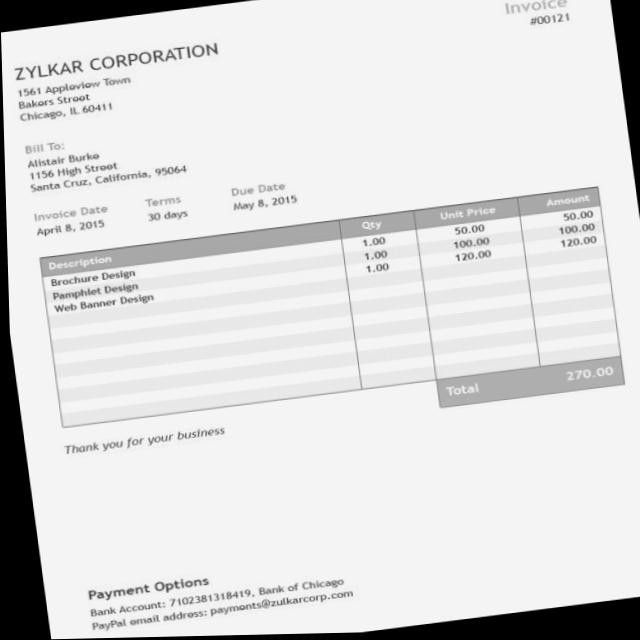 Invoice
#00121
ZYLKAR CORPORATION
1561 Appleview Town
Bakers Street
Chicago, IL 60411
Bill To:
Alistair Burke
1156 High Street
Santa Cruz, California, 95064
Invoice Date Terms Due Date
April 8, 2015 30 days May 8, 2015
Description Qty Unit Price Amount
Brochure Design 1.00 50.00 50.00
Pamphlet Design 1.00 100.00 100.00
Web Banner Design 1.00 120.00 120.00
Total 270.00
Thank you for your business
Payment Options
Bank Account: 7102381318419, Bank of Chicago
PayPal email address: payments@zulkarcorp.com